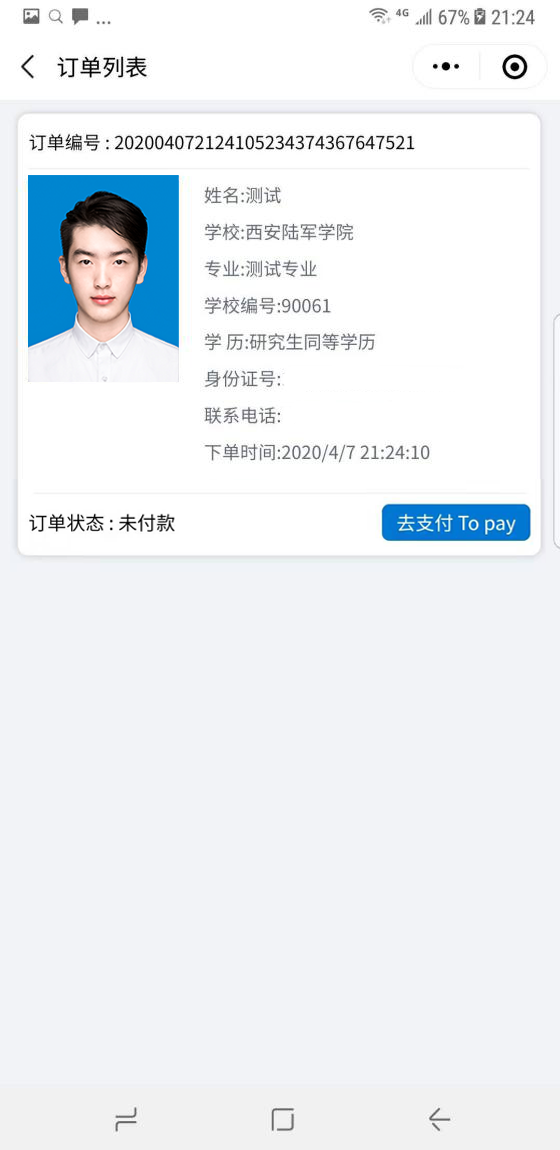 ... 4G 67% 21:24
订单列表
订单编号 : 20200407212410523437436764​7521
姓名:测试
学校:西安陆军学院
专业:测试专业
学校编号:90061
学 历:研究生同等学历
身份证号:
联系电话:
下单时间:2020/4/7 21:24:10
订单状态 : 未付款
去支付 To pay